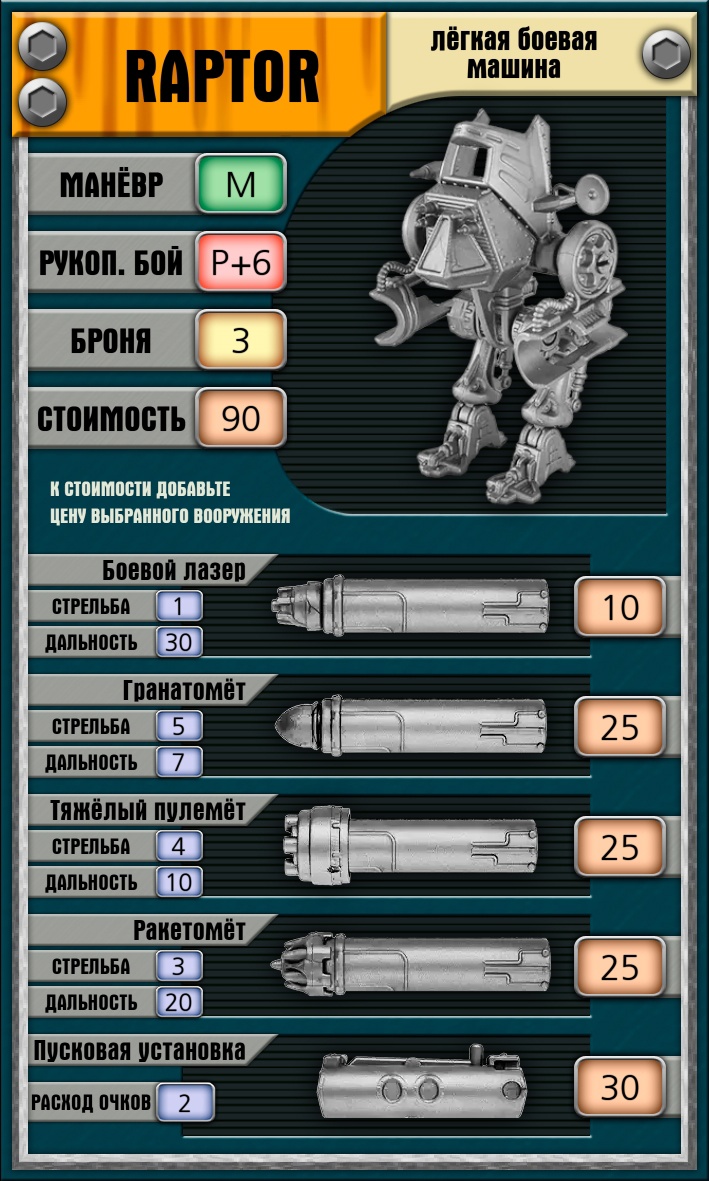 RAPTOR
лёгкая боевая
машина
МАНЁВР М
РУКОП. БОЙ Р+6
БРОНЯ 3
СТОИМОСТЬ 90
К СТОИМОСТИ ДОБАВЬТЕ
ЦЕНУ ВЫБРАННОГО ВООРУЖЕНИЯ
Боевой лазер
СТРЕЛЬБА 1
ДАЛЬНОСТЬ 30
10
Гранатомёт
СТРЕЛЬБА 5
ДАЛЬНОСТЬ 7
25
Тяжёлый пулемёт
СТРЕЛЬБА 4
ДАЛЬНОСТЬ 10
25
Ракетомёт
СТРЕЛЬБА 3
ДАЛЬНОСТЬ 20
25
Пусковая установка
РАСХОД ОЧКОВ 2
30